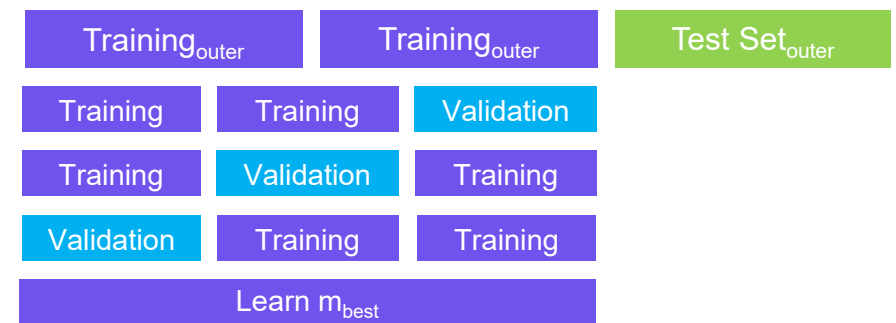 Training_outer Training_outer Test Set_outer
Training Training Validation
Training Validation Training
Validation Training Training
Learn m_best